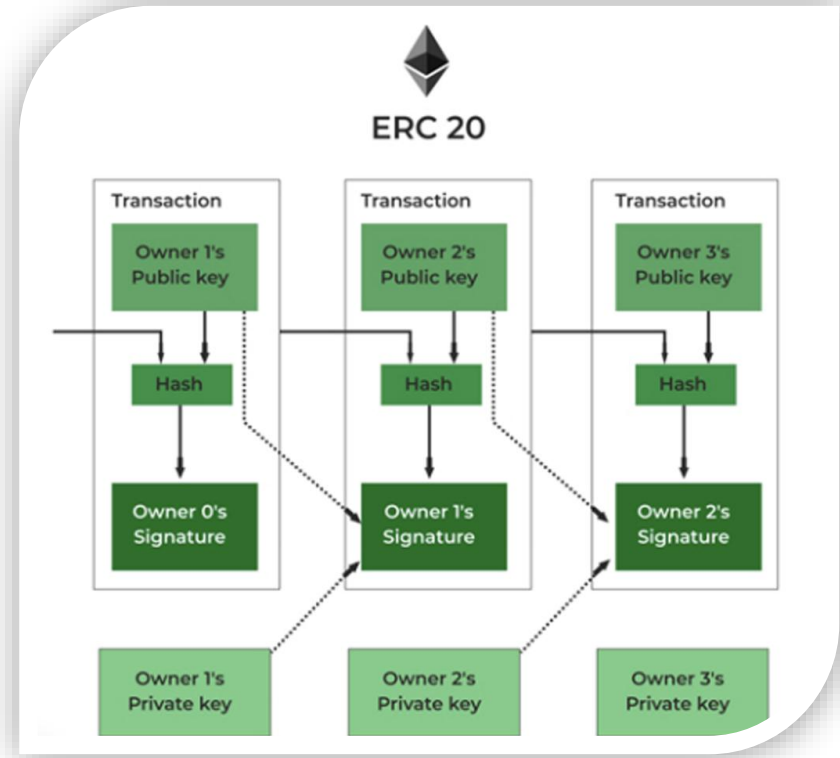 ERC 20
Transaction
Transaction
Transaction
Owner 1's
Public key
Owner 2's
Public key
Owner 3's
Public key
Hash
Hash
Hash
Owner 0's
Signature
Owner 1's
Signature
Owner 2's
Signature
Owner 1's
Private key
Owner 2's
Private key
Owner 3's
Private key